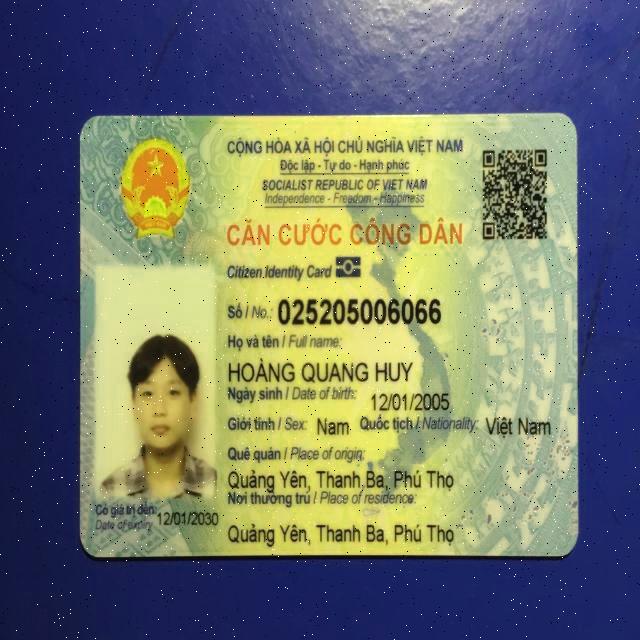 CỘNG HÒA XÃ HỘI CHỦ NGHĨA VIỆT NAM
Độc lập - Tự do - Hạnh phúc
SOCIALIST REPUBLIC OF VIET NAM
Independence - Freedom - Happiness
CĂN CƯỚC CÔNG DÂN
Citizen Identity Card
Số / No.: 025205006066
Họ và tên / Full name:
HOÀNG QUANG HUY
Ngày sinh / Date of birth: 12/01/2005
Giới tính / Sex: Nam Quốc tịch / Nationality: Việt Nam
Quê quán / Place of origin:
Quảng Yên, Thanh Ba, Phú Thọ
Nơi thường trú / Place of residence:
Quảng Yên, Thanh Ba, Phú Thọ
Có giá trị đến: 12/01/2030
Date of expiry